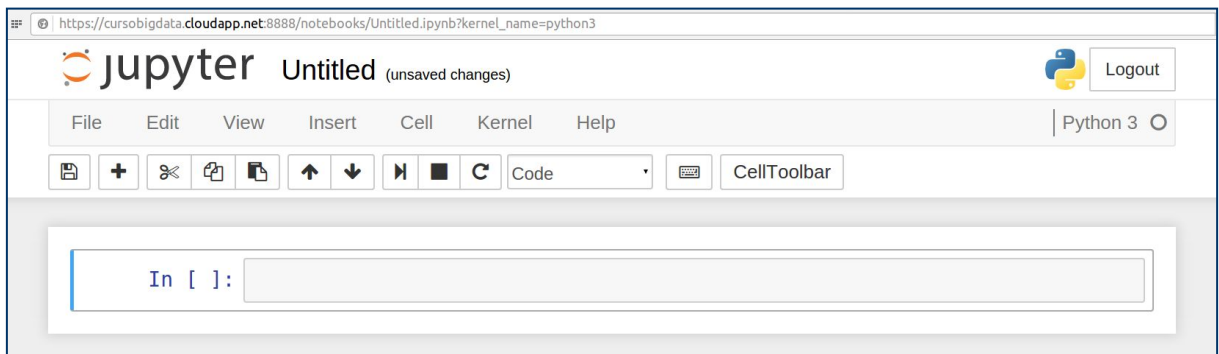 https://cursobigdata.cloudapp.net:8888/notebooks/Untitled.ipynb?kernel_name=python3
jupyter Untitled (unsaved changes) Logout
File Edit View Insert Cell Kernel Help Python 3
Code CellToolbar
In [ ]: